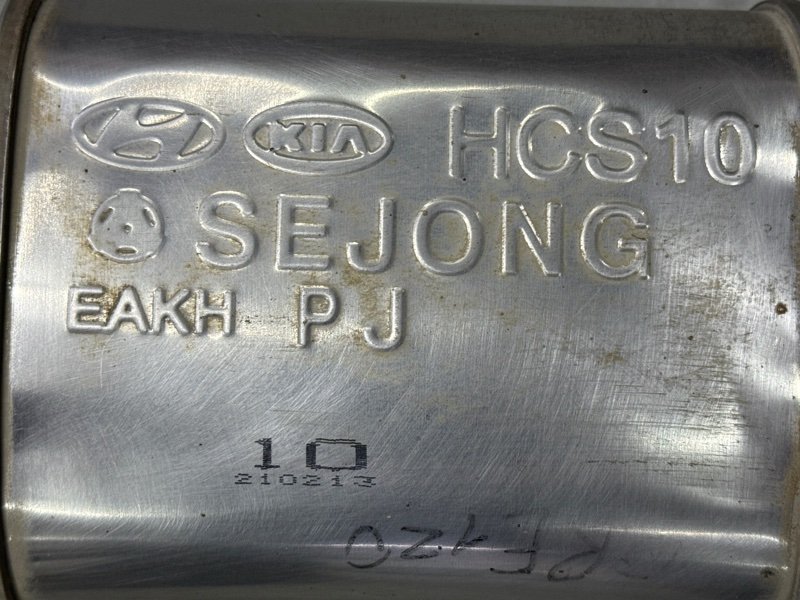 KIA HCS10
SEJONG
EAKH PJ
10
210213